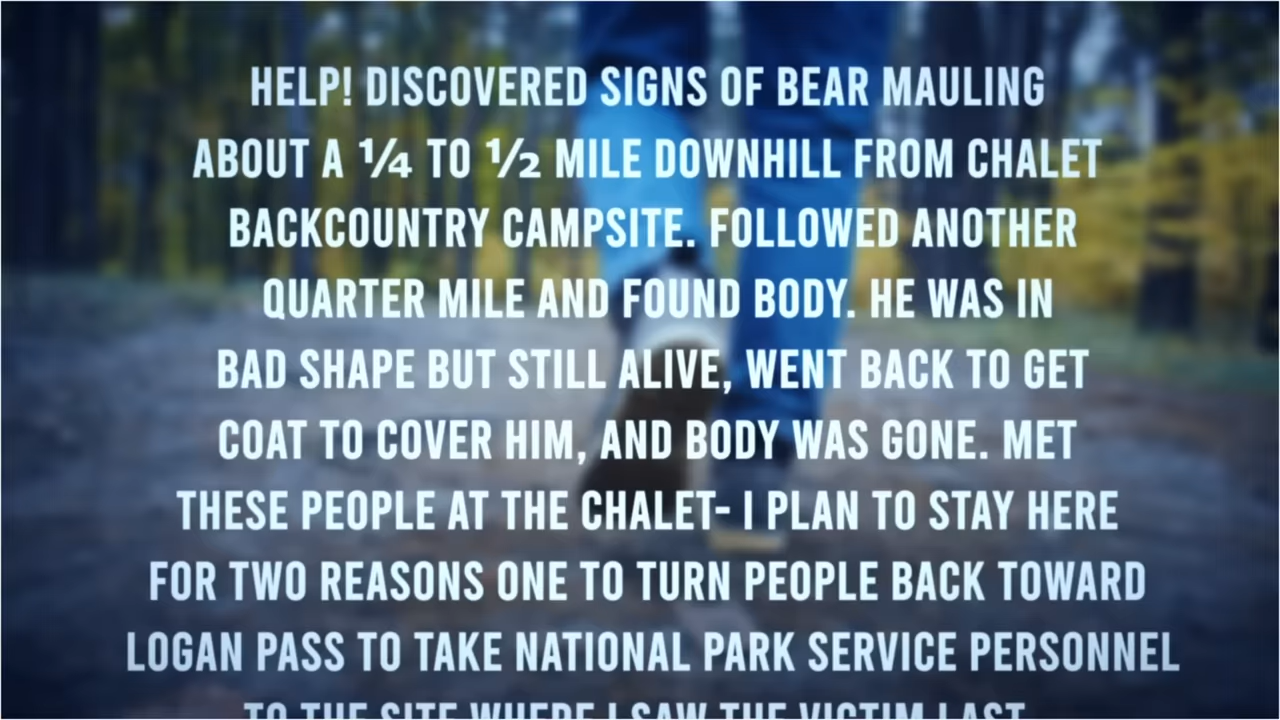 HELP! DISCOVERED SIGNS OF BEAR MAULING
ABOUT A ¼ TO ½ MILE DOWNHILL FROM CHALET
BACKCOUNTRY CAMPSITE. FOLLOWED ANOTHER
QUARTER MILE AND FOUND BODY. HE WAS IN
BAD SHAPE BUT STILL ALIVE, WENT BACK TO GET
COAT TO COVER HIM, AND BODY WAS GONE. MET
THESE PEOPLE AT THE CHALET- I PLAN TO STAY HERE
FOR TWO REASONS ONE TO TURN PEOPLE BACK TOWARD
LOGAN PASS TO TAKE NATIONAL PARK SERVICE PERSONNEL
TO THE SITE WHERE I SAW THE VICTIM LAST